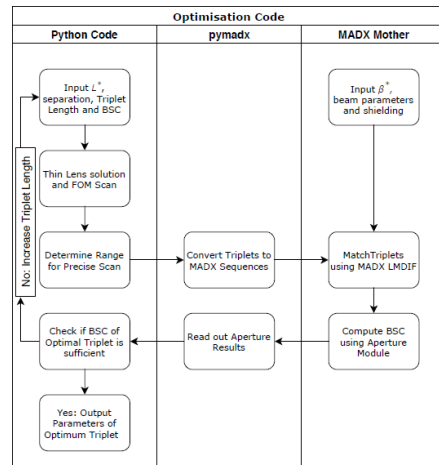 Optimisation Code
Python Code
pymadx
MADX Mother
Input L*,
separation, Triplet
Length and BSC
Input β*,
beam parameters
and shielding
No: Increase Triplet Length
Thin Lens solution
and FOM Scan
Determine Range
for Precise Scan
Convert Triplets to
MADX Sequences
MatchTriplets
using MADX LMDIF
Check if BSC of
Optimal Triplet is
sufficient
Read out Aperture
Results
Compute BSC
using Aperture
Module
Yes: Output
Parameters of
Optimum Triplet